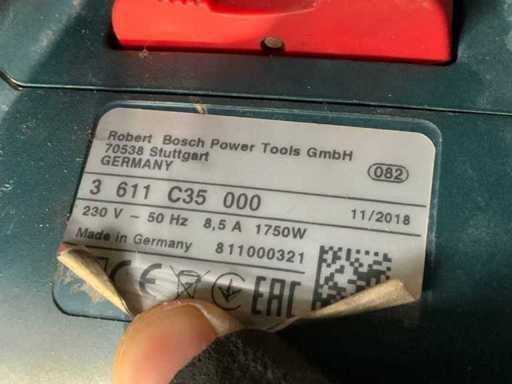 Robert Bosch Power Tools GmbH
70538 Stuttgart
GERMANY
082
3 611 C35 000
11/2018
230 V ~ 50 Hz 8,5 A 1750W
Made in Germany 811000321
CE EAC